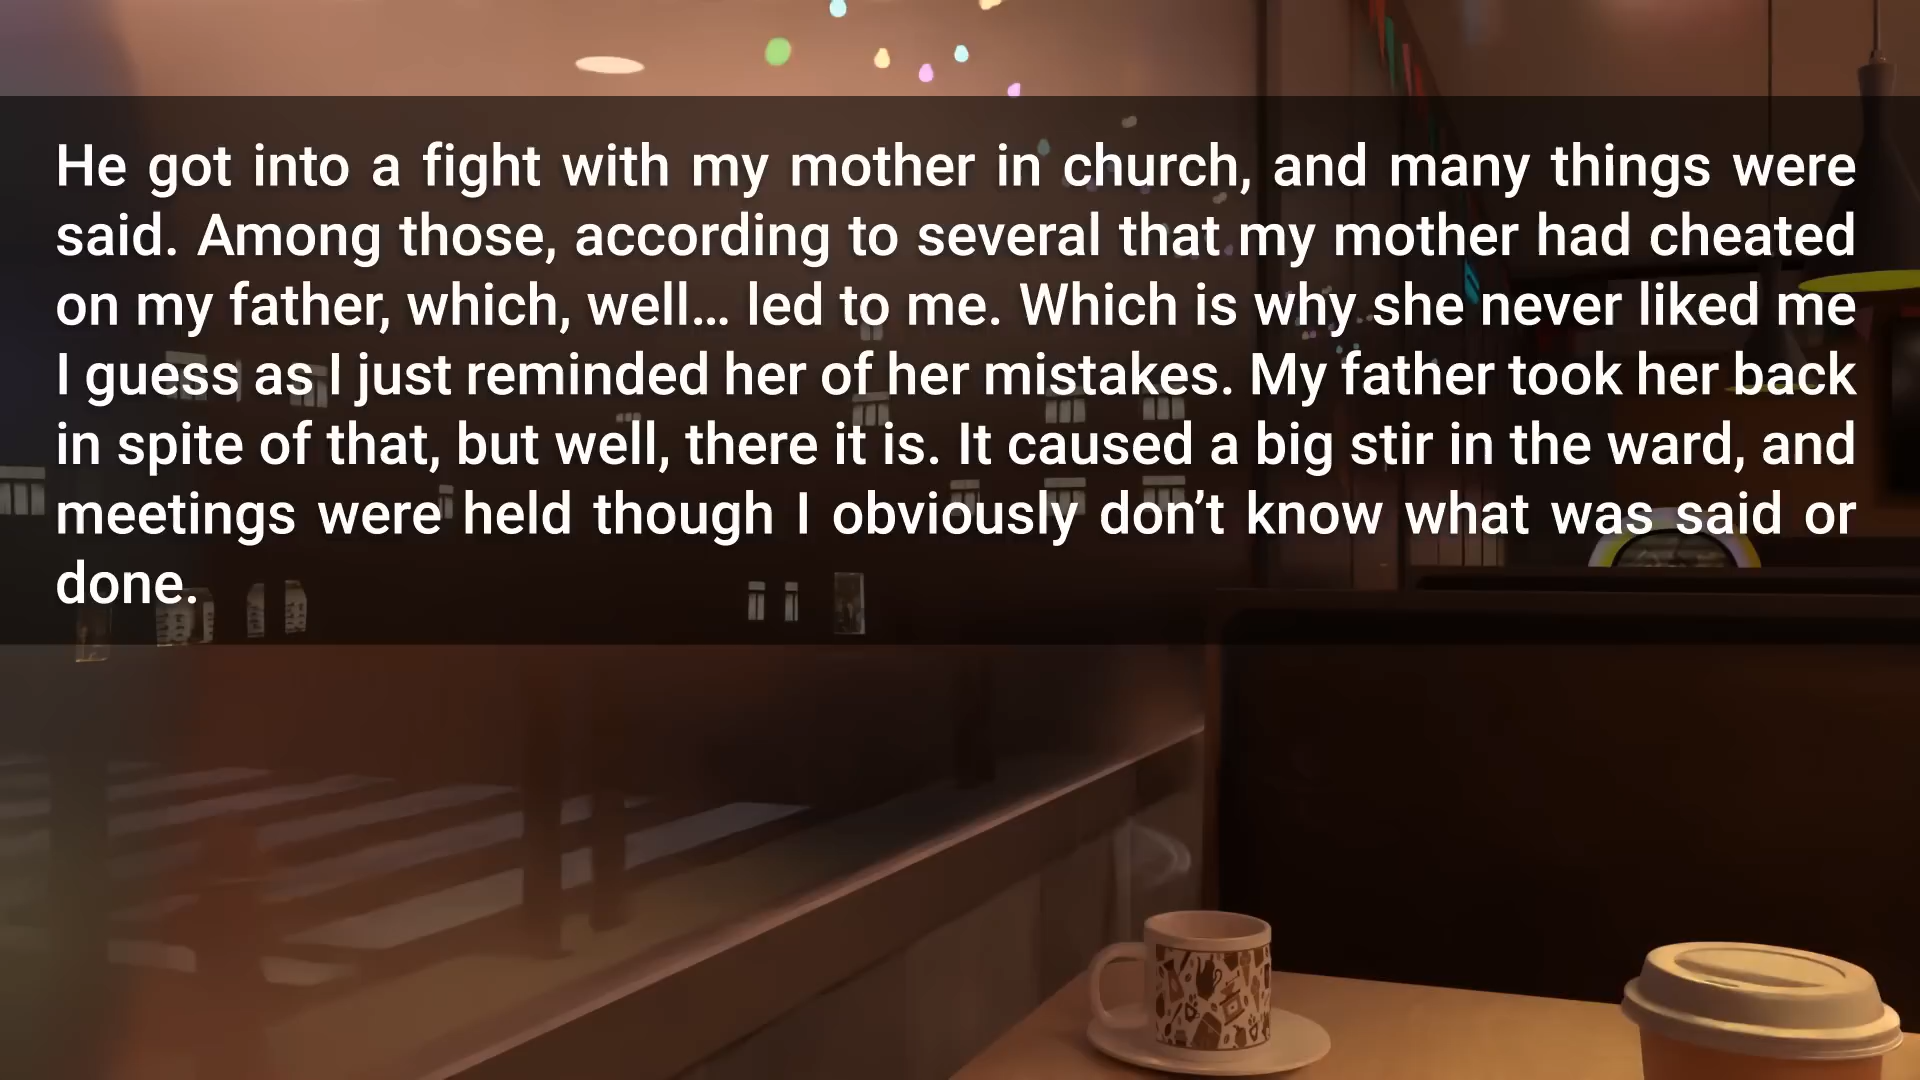 He got into a fight with my mother in church, and many things were
said. Among those, according to several that my mother had cheated
on my father, which, well… led to me. Which is why she never liked me
I guess as I just reminded her of her mistakes. My father took her back
in spite of that, but well, there it is. It caused a big stir in the ward, and
meetings were held though I obviously don’t know what was said or
done.